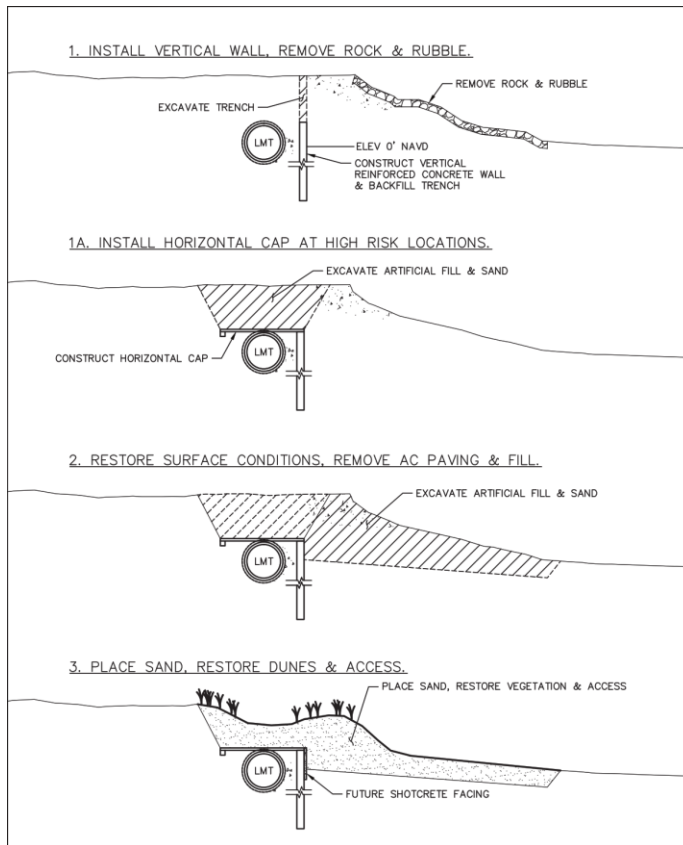 1. INSTALL VERTICAL WALL, REMOVE ROCK & RUBBLE.
REMOVE ROCK & RUBBLE
EXCAVATE TRENCH
LMT
ELEV 0' NAVD
CONSTRUCT VERTICAL
REINFORCED CONCRETE WALL
& BACKFILL TRENCH
1A. INSTALL HORIZONTAL CAP AT HIGH RISK LOCATIONS.
EXCAVATE ARTIFICIAL FILL & SAND
LMT
CONSTRUCT HORIZONTAL CAP
2. RESTORE SURFACE CONDITIONS, REMOVE AC PAVING & FILL.
EXCAVATE ARTIFICIAL FILL & SAND
LMT
3. PLACE SAND, RESTORE DUNES & ACCESS.
PLACE SAND, RESTORE VEGETATION & ACCESS
LMT
FUTURE SHOTCRETE FACING